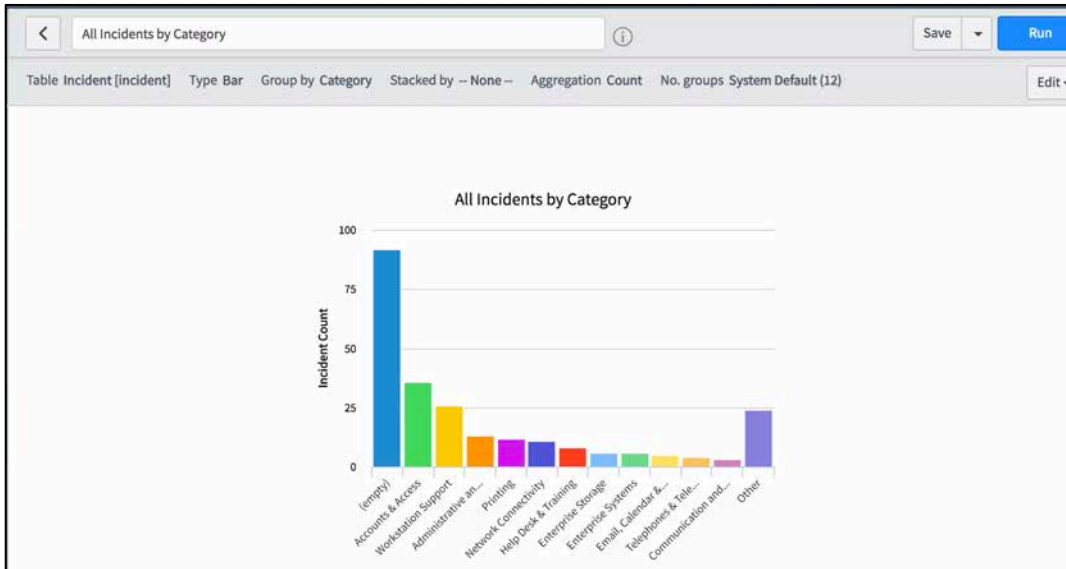 All Incidents by Category
Save
Run
Table Incident [incident] Type Bar Group by Category Stacked by -- None -- Aggregation Count No. groups System Default (12)
Edit
All Incidents by Category
100
75
50
25
0
Incident Count
(empty)
Accounts & Access
Workstation Support
Administrative an...
Printing
Network Connectivity
Help Desk & Training
Enterprise Storage
Enterprise Systems
Email, Calendar &...
Telephones & Tele...
Communication and...
Other